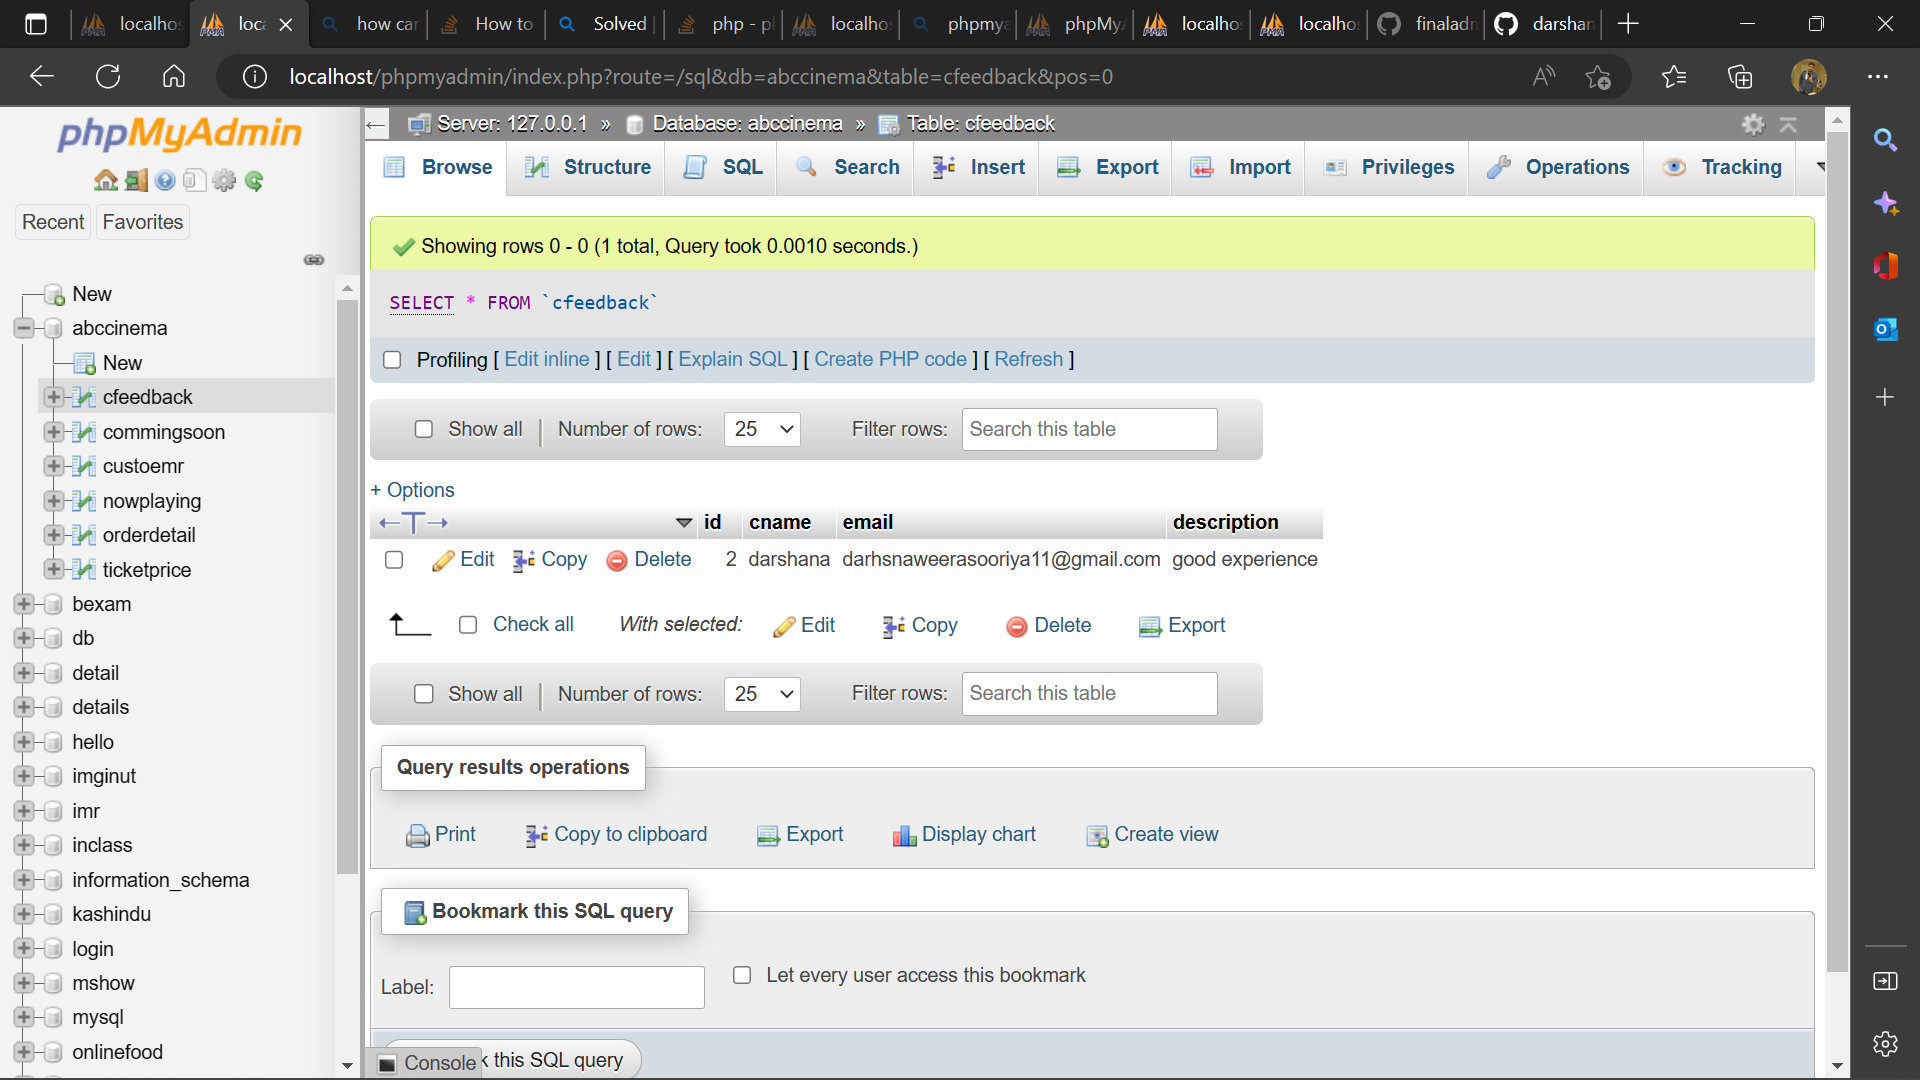 localhos
loca
how can
How to
Solved
php - p
localhos
phpmya
phpMyA
localhos
localhos
finaladn
darshan
localhost/phpmyadmin/index.php?route=/sql&db=abccinema&table=cfeedback&pos=0
phpMyAdmin
Recent
Favorites
New
abccinema
New
cfeedback
commingsoon
custoemr
nowplaying
orderdetail
ticketprice
bexam
db
detail
details
hello
imginut
imr
inclass
information_schema
kashindu
login
mshow
mysql
onlinefood
Server: 127.0.0.1 » Database: abccinema » Table: cfeedback
Browse Structure SQL Search Insert Export Import Privileges Operations Tracking
Showing rows 0 - 0 (1 total, Query took 0.0010 seconds.)
SELECT * FROM `cfeedback`
Profiling [ Edit inline ] [ Edit ] [ Explain SQL ] [ Create PHP code ] [ Refresh ]
Show all | Number of rows: 25 Filter rows: Search this table
+ Options
←T→ id cname email description
Edit Copy Delete 2 darshana darhsnaweerasooriya11@gmail.com good experience
Check all With selected: Edit Copy Delete Export
Show all | Number of rows: 25 Filter rows: Search this table
Query results operations
Print Copy to clipboard Export Display chart Create view
Bookmark this SQL query
Label: Let every user access this bookmark
Console k this SQL query